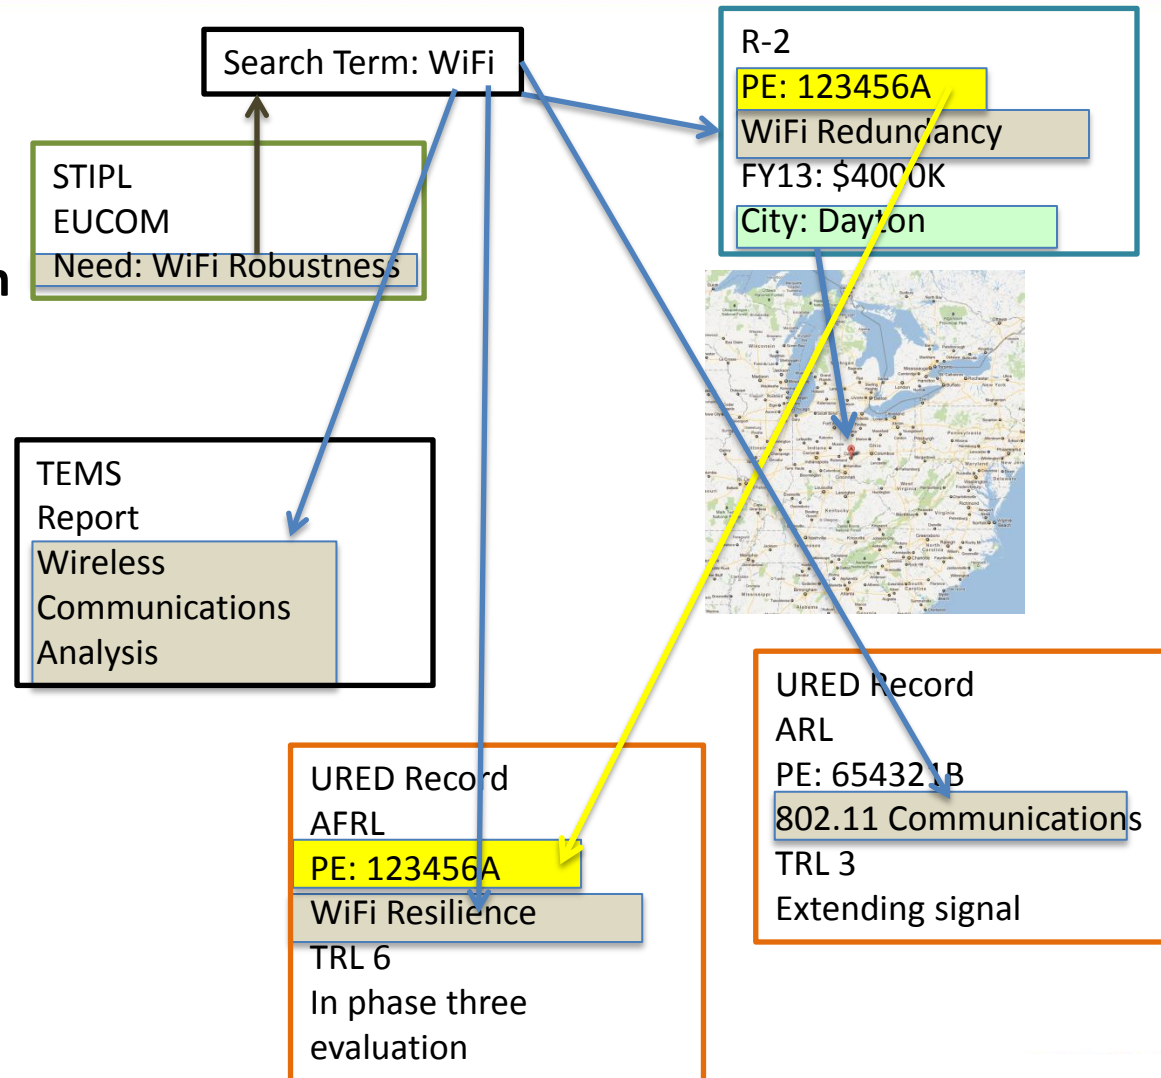 Search Term: WiFi
R-2
PE: 123456A
WiFi Redundancy
FY13: $4000K
City: Dayton
STIPL
EUCOM
Need: WiFi Robustness
n
TEMS
Report
Wireless
Communications
Analysis
URED Record
ARL
PE: 654321B
802.11 Communications
TRL 3
Extending signal
URED Record
AFRL
PE: 123456A
WiFi Resilience
TRL 6
In phase three
evaluation